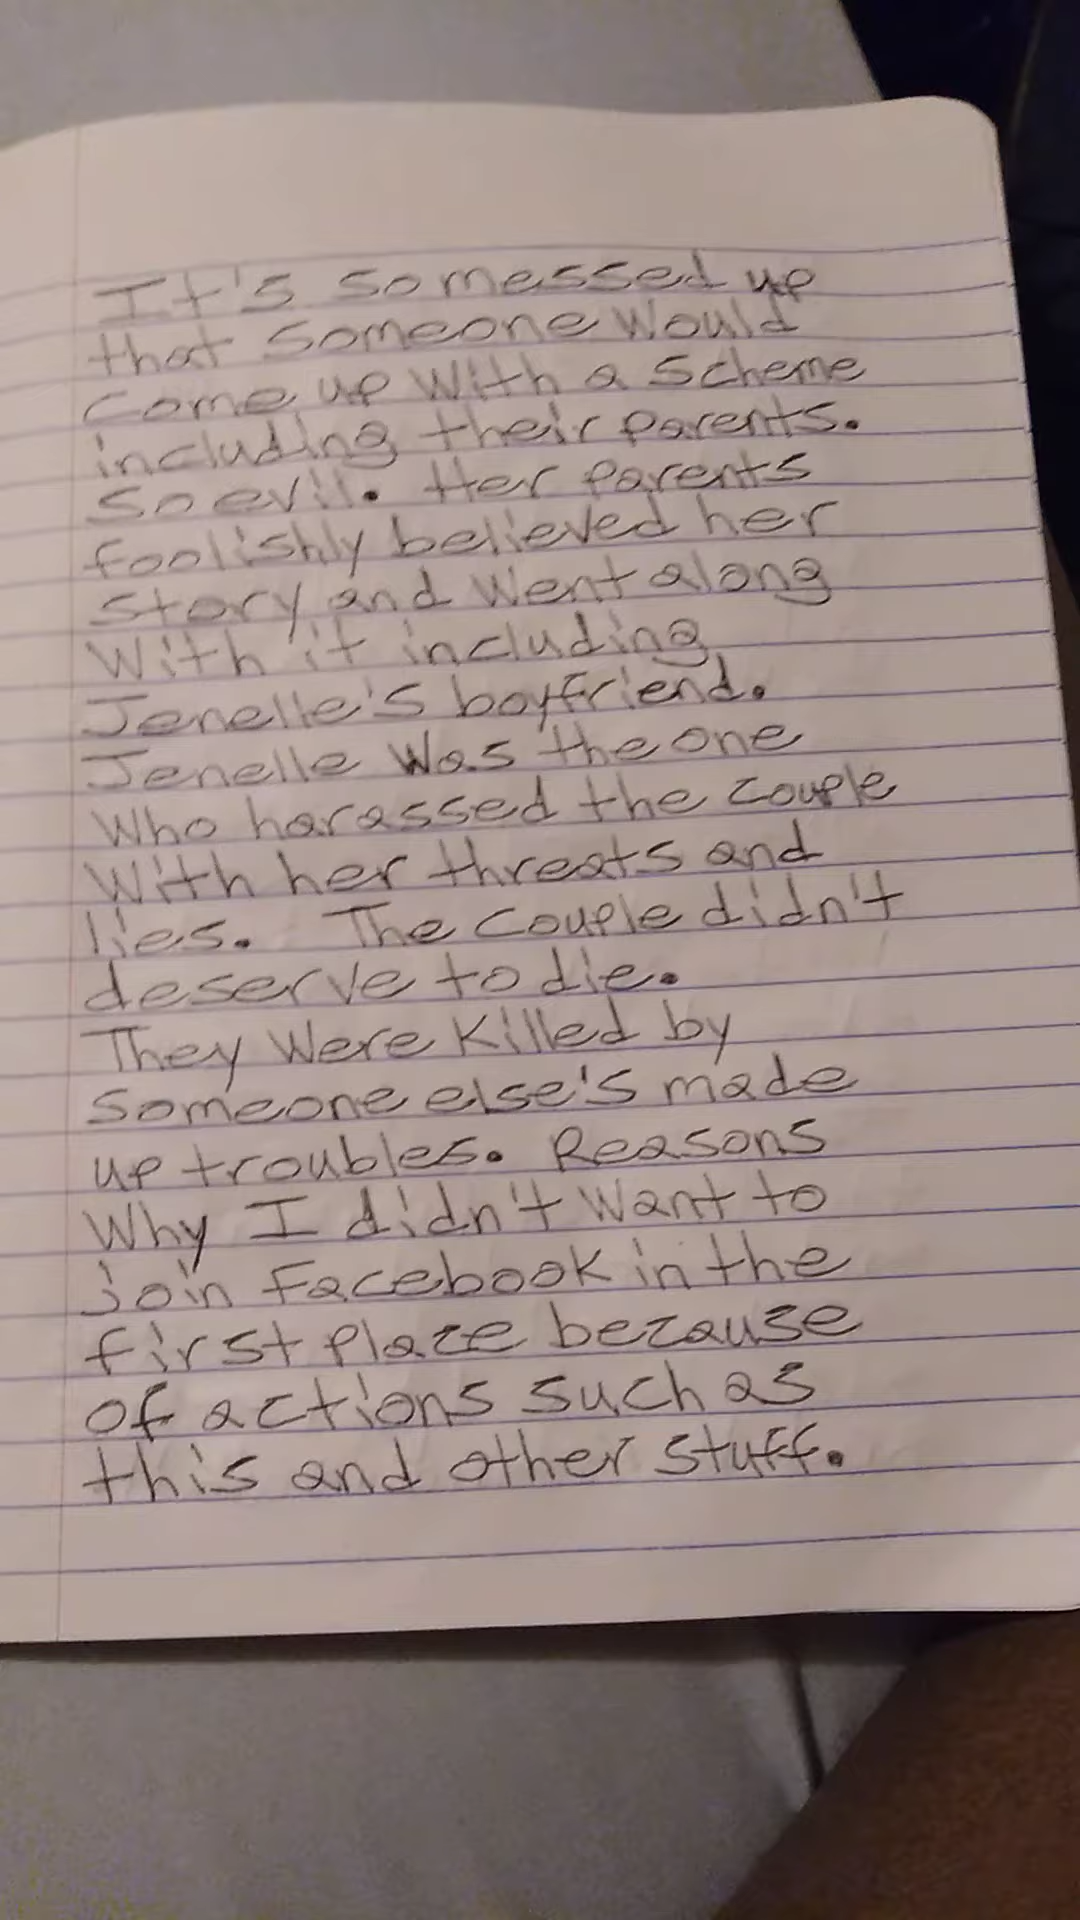 It's so messed up
that someone would
come up with a scheme
including their parents.
So evil. Her parents
foolishly believed her
story and went along
with it including
Jenelle's boyfriend.
Jenelle was the one
who harassed the couple
with her threats and
lies. The couple didn't
deserve to die.
They were killed by
someone else's made
up troubles. Reasons
why I didn't want to
join Facebook in the
first place because
of actions such as
this and other stuff.